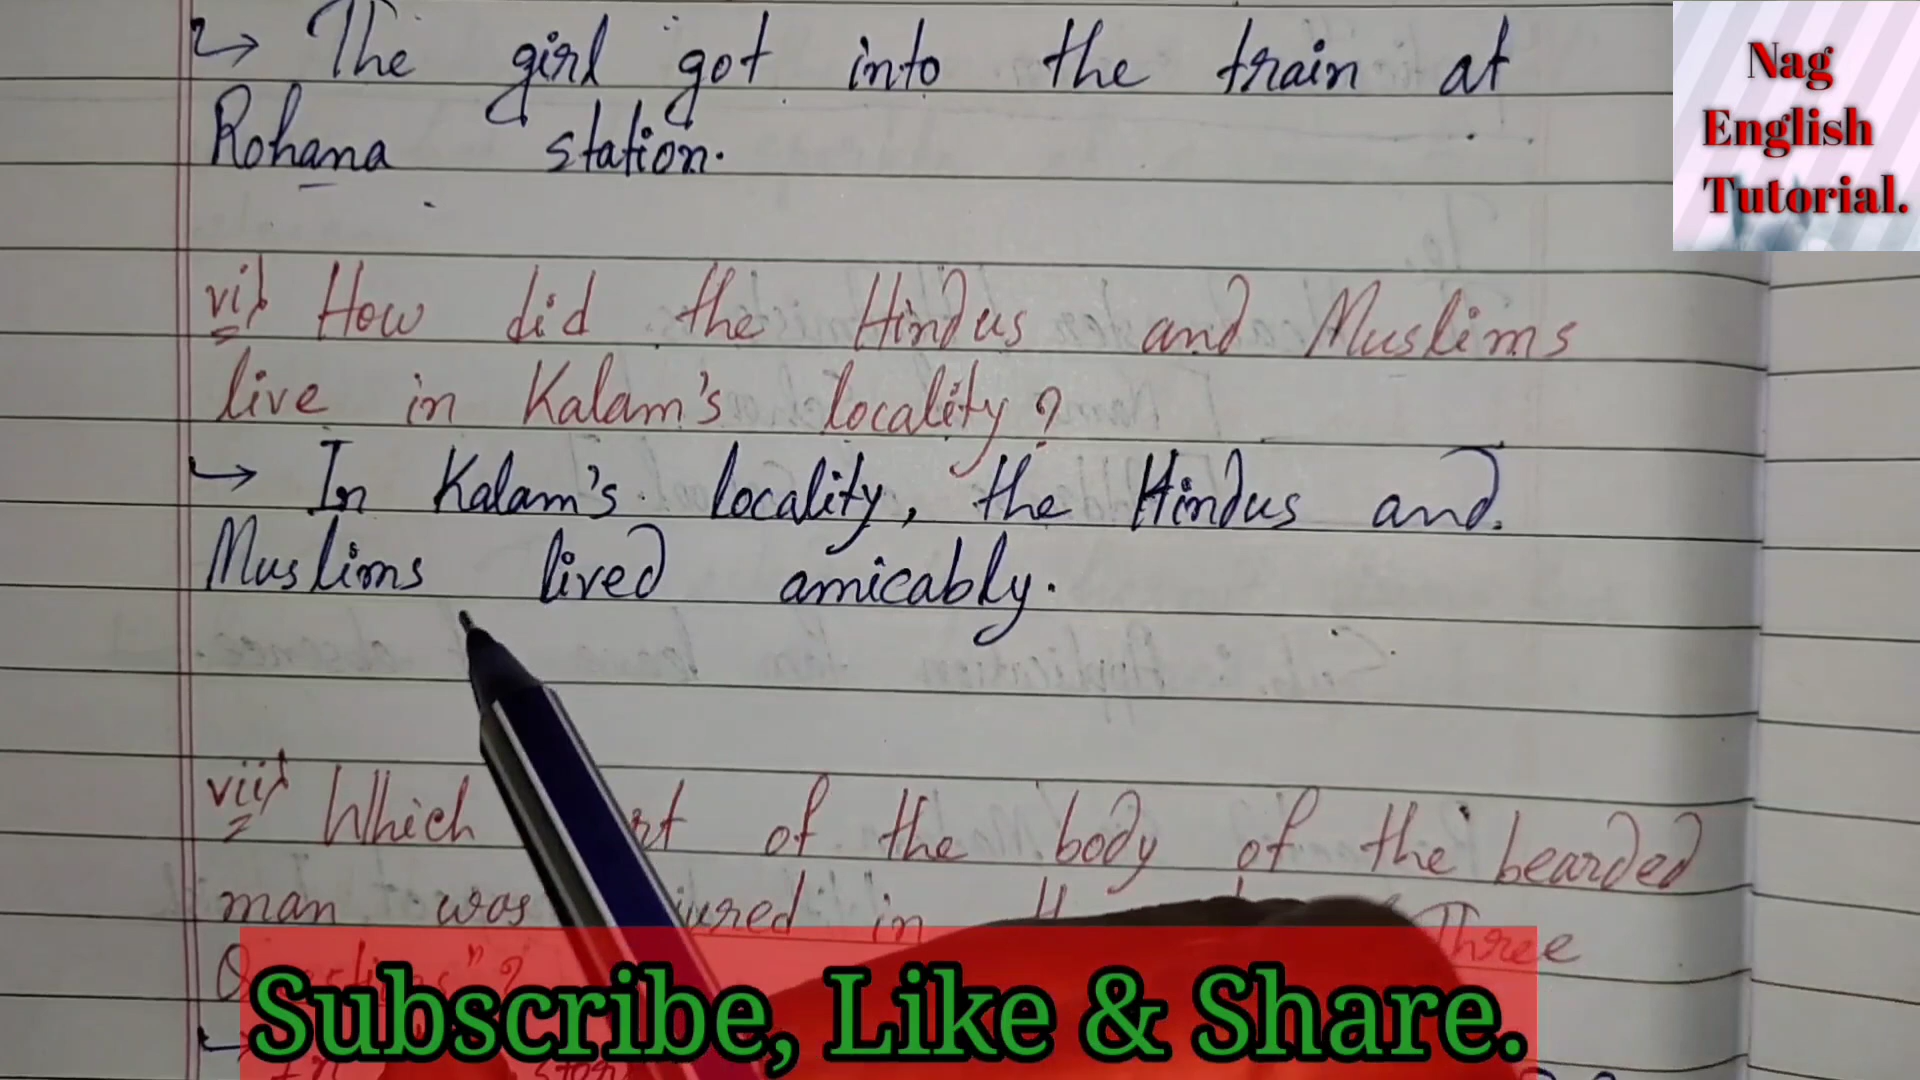 ↳ The girl got into the train at
Rohana station.
vii) How did the Hindus and Muslims
live in Kalam's locality?
↳ In Kalam's locality, the Hindus and
Muslims lived amicably.
viii) Which of the body of the bearded
man was in Three
Subscribe, Like & Share.
Nag
English
Tutorial.